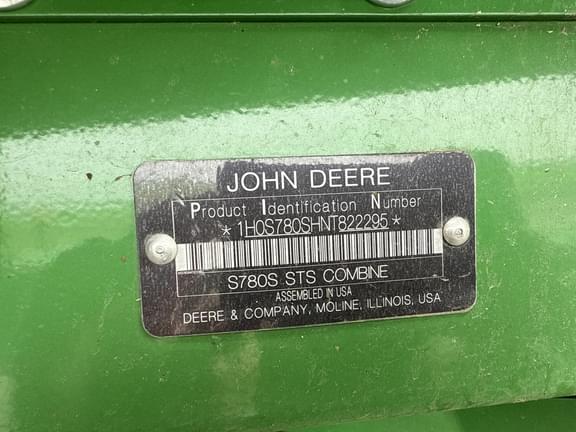 JOHN DEERE
Product Identification Number
*1H0S780SHNT822295*
S780S STS COMBINE
ASSEMBLED IN USA
DEERE & COMPANY, MOLINE, ILLINOIS, USA